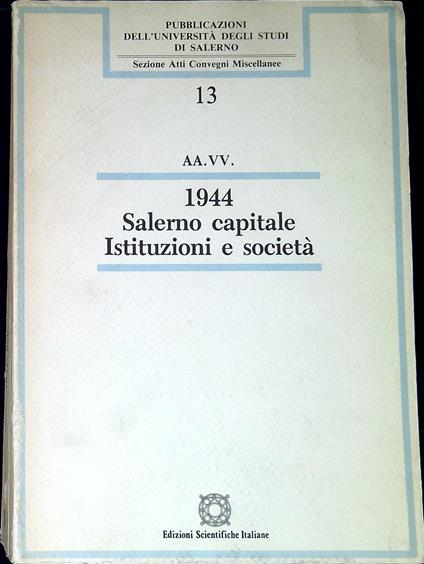 PUBBLICAZIONI
DELL'UNIVERSITÀ DEGLI STUDI
DI SALERNO
Sezione Atti Convegni Miscellanee
13
AA.VV.
1944
Salerno capitale
Istituzioni e società
Edizioni Scientifiche Italiane